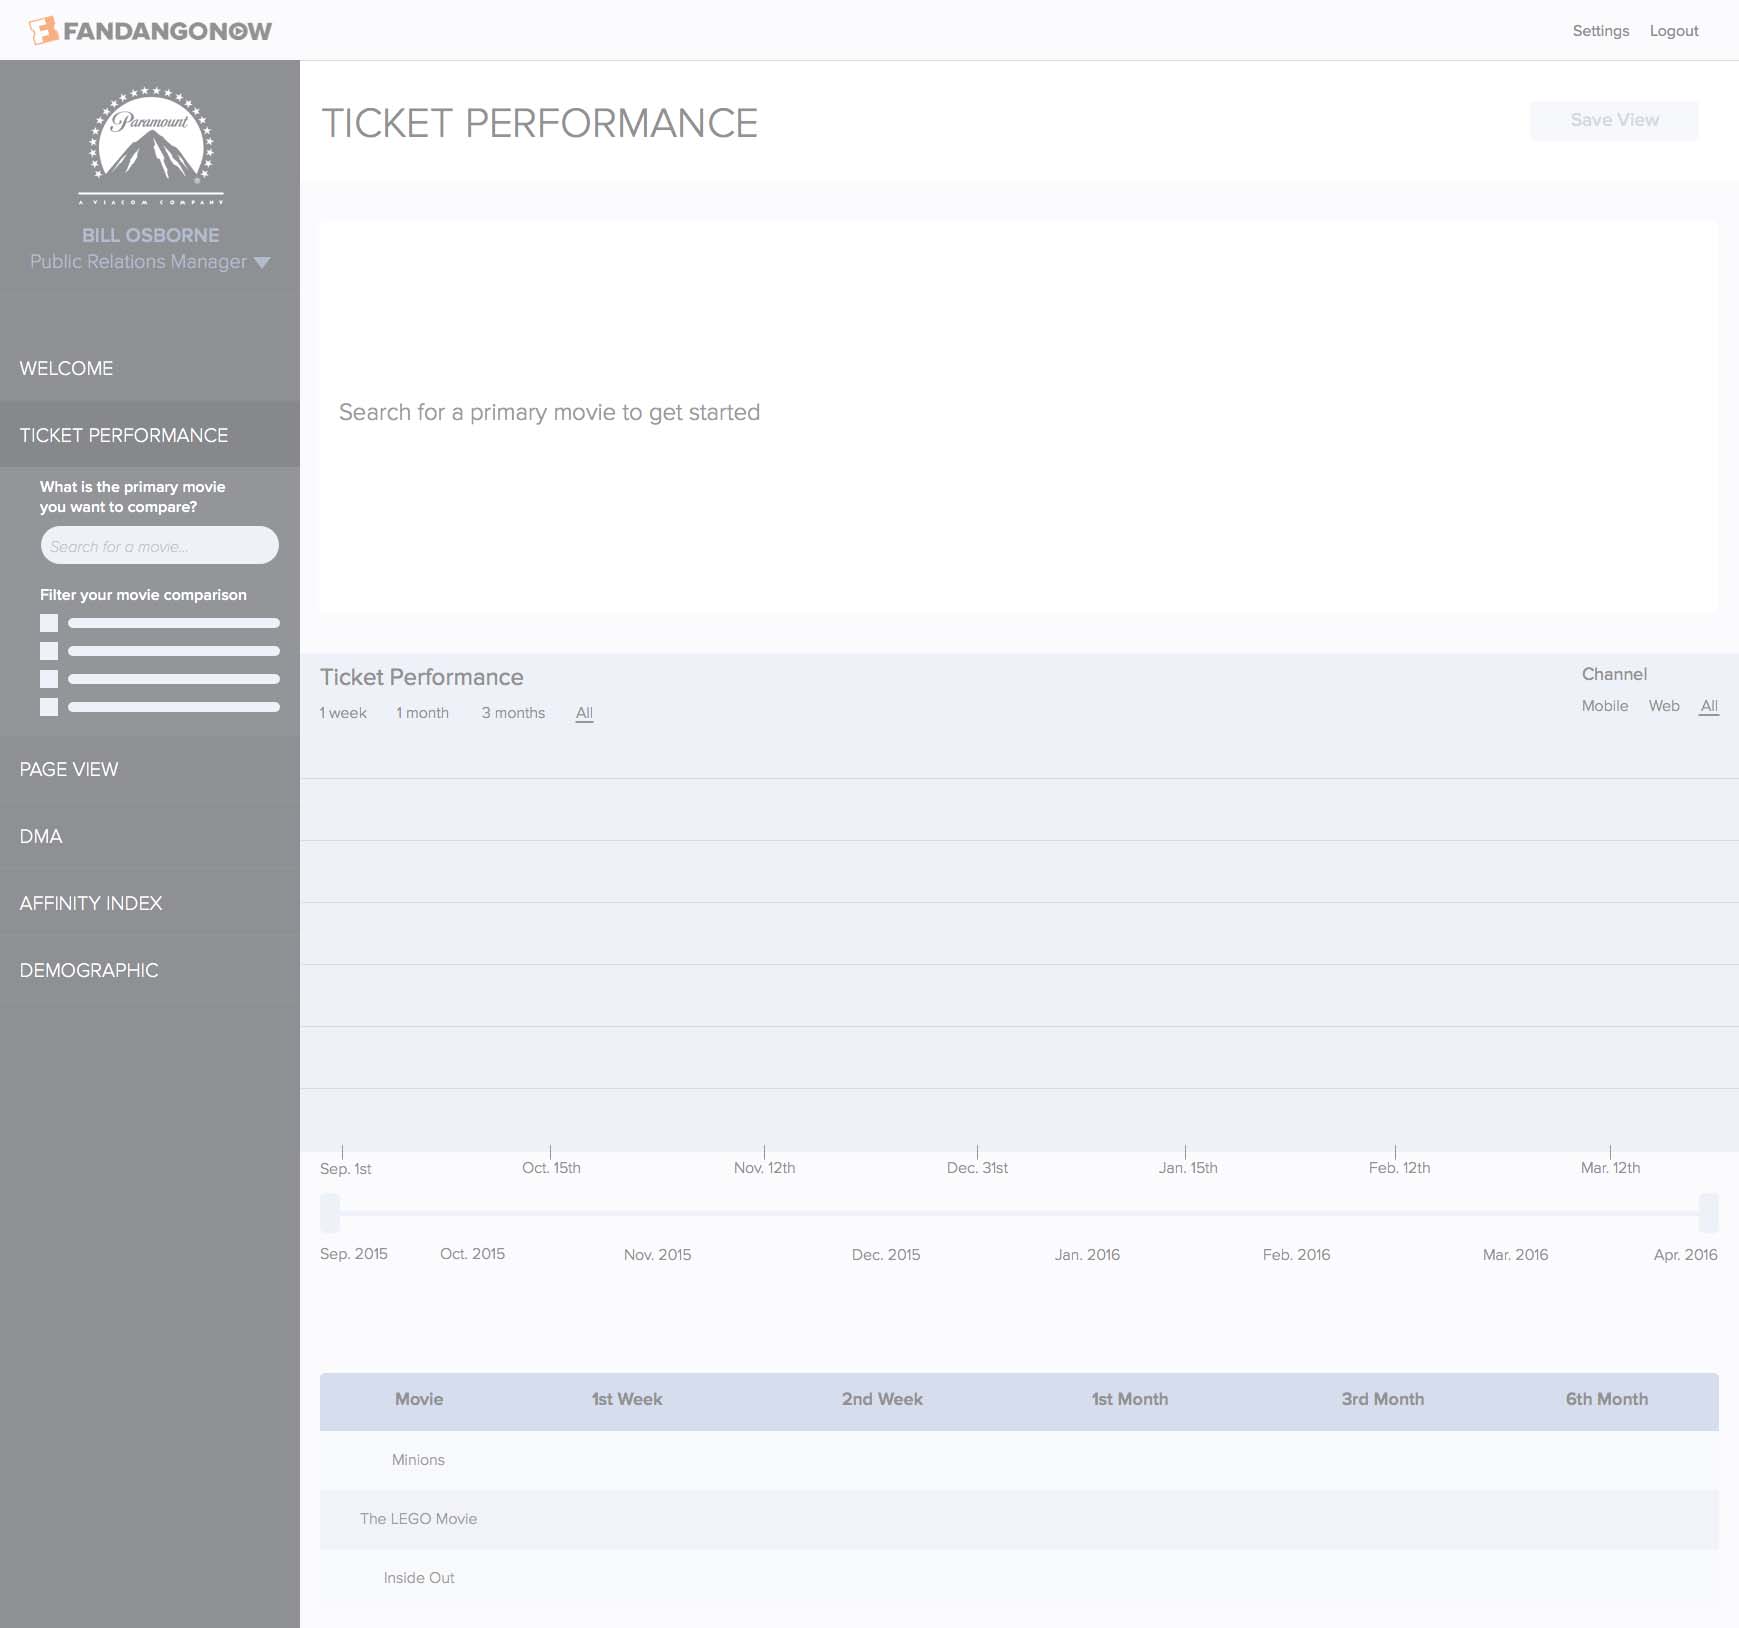 FANDANGONOW
Settings Logout
Paramount
®
A VIACOM COMPANY
BILL OSBORNE
Public Relations Manager
WELCOME
TICKET PERFORMANCE
What is the primary movie
you want to compare?
Search for a movie...
Filter your movie comparison
PAGE VIEW
DMA
AFFINITY INDEX
DEMOGRAPHIC
TICKET PERFORMANCE
Save View
Search for a primary movie to get started
Ticket Performance
1 week 1 month 3 months All
Channel
Mobile Web All
Sep. 1st Oct. 15th Nov. 12th Dec. 31st Jan. 15th Feb. 12th Mar. 12th
Sep. 2015 Oct. 2015 Nov. 2015 Dec. 2015 Jan. 2016 Feb. 2016 Mar. 2016 Apr. 2016
Movie 1st Week 2nd Week 1st Month 3rd Month 6th Month
Minions
The LEGO Movie
Inside Out